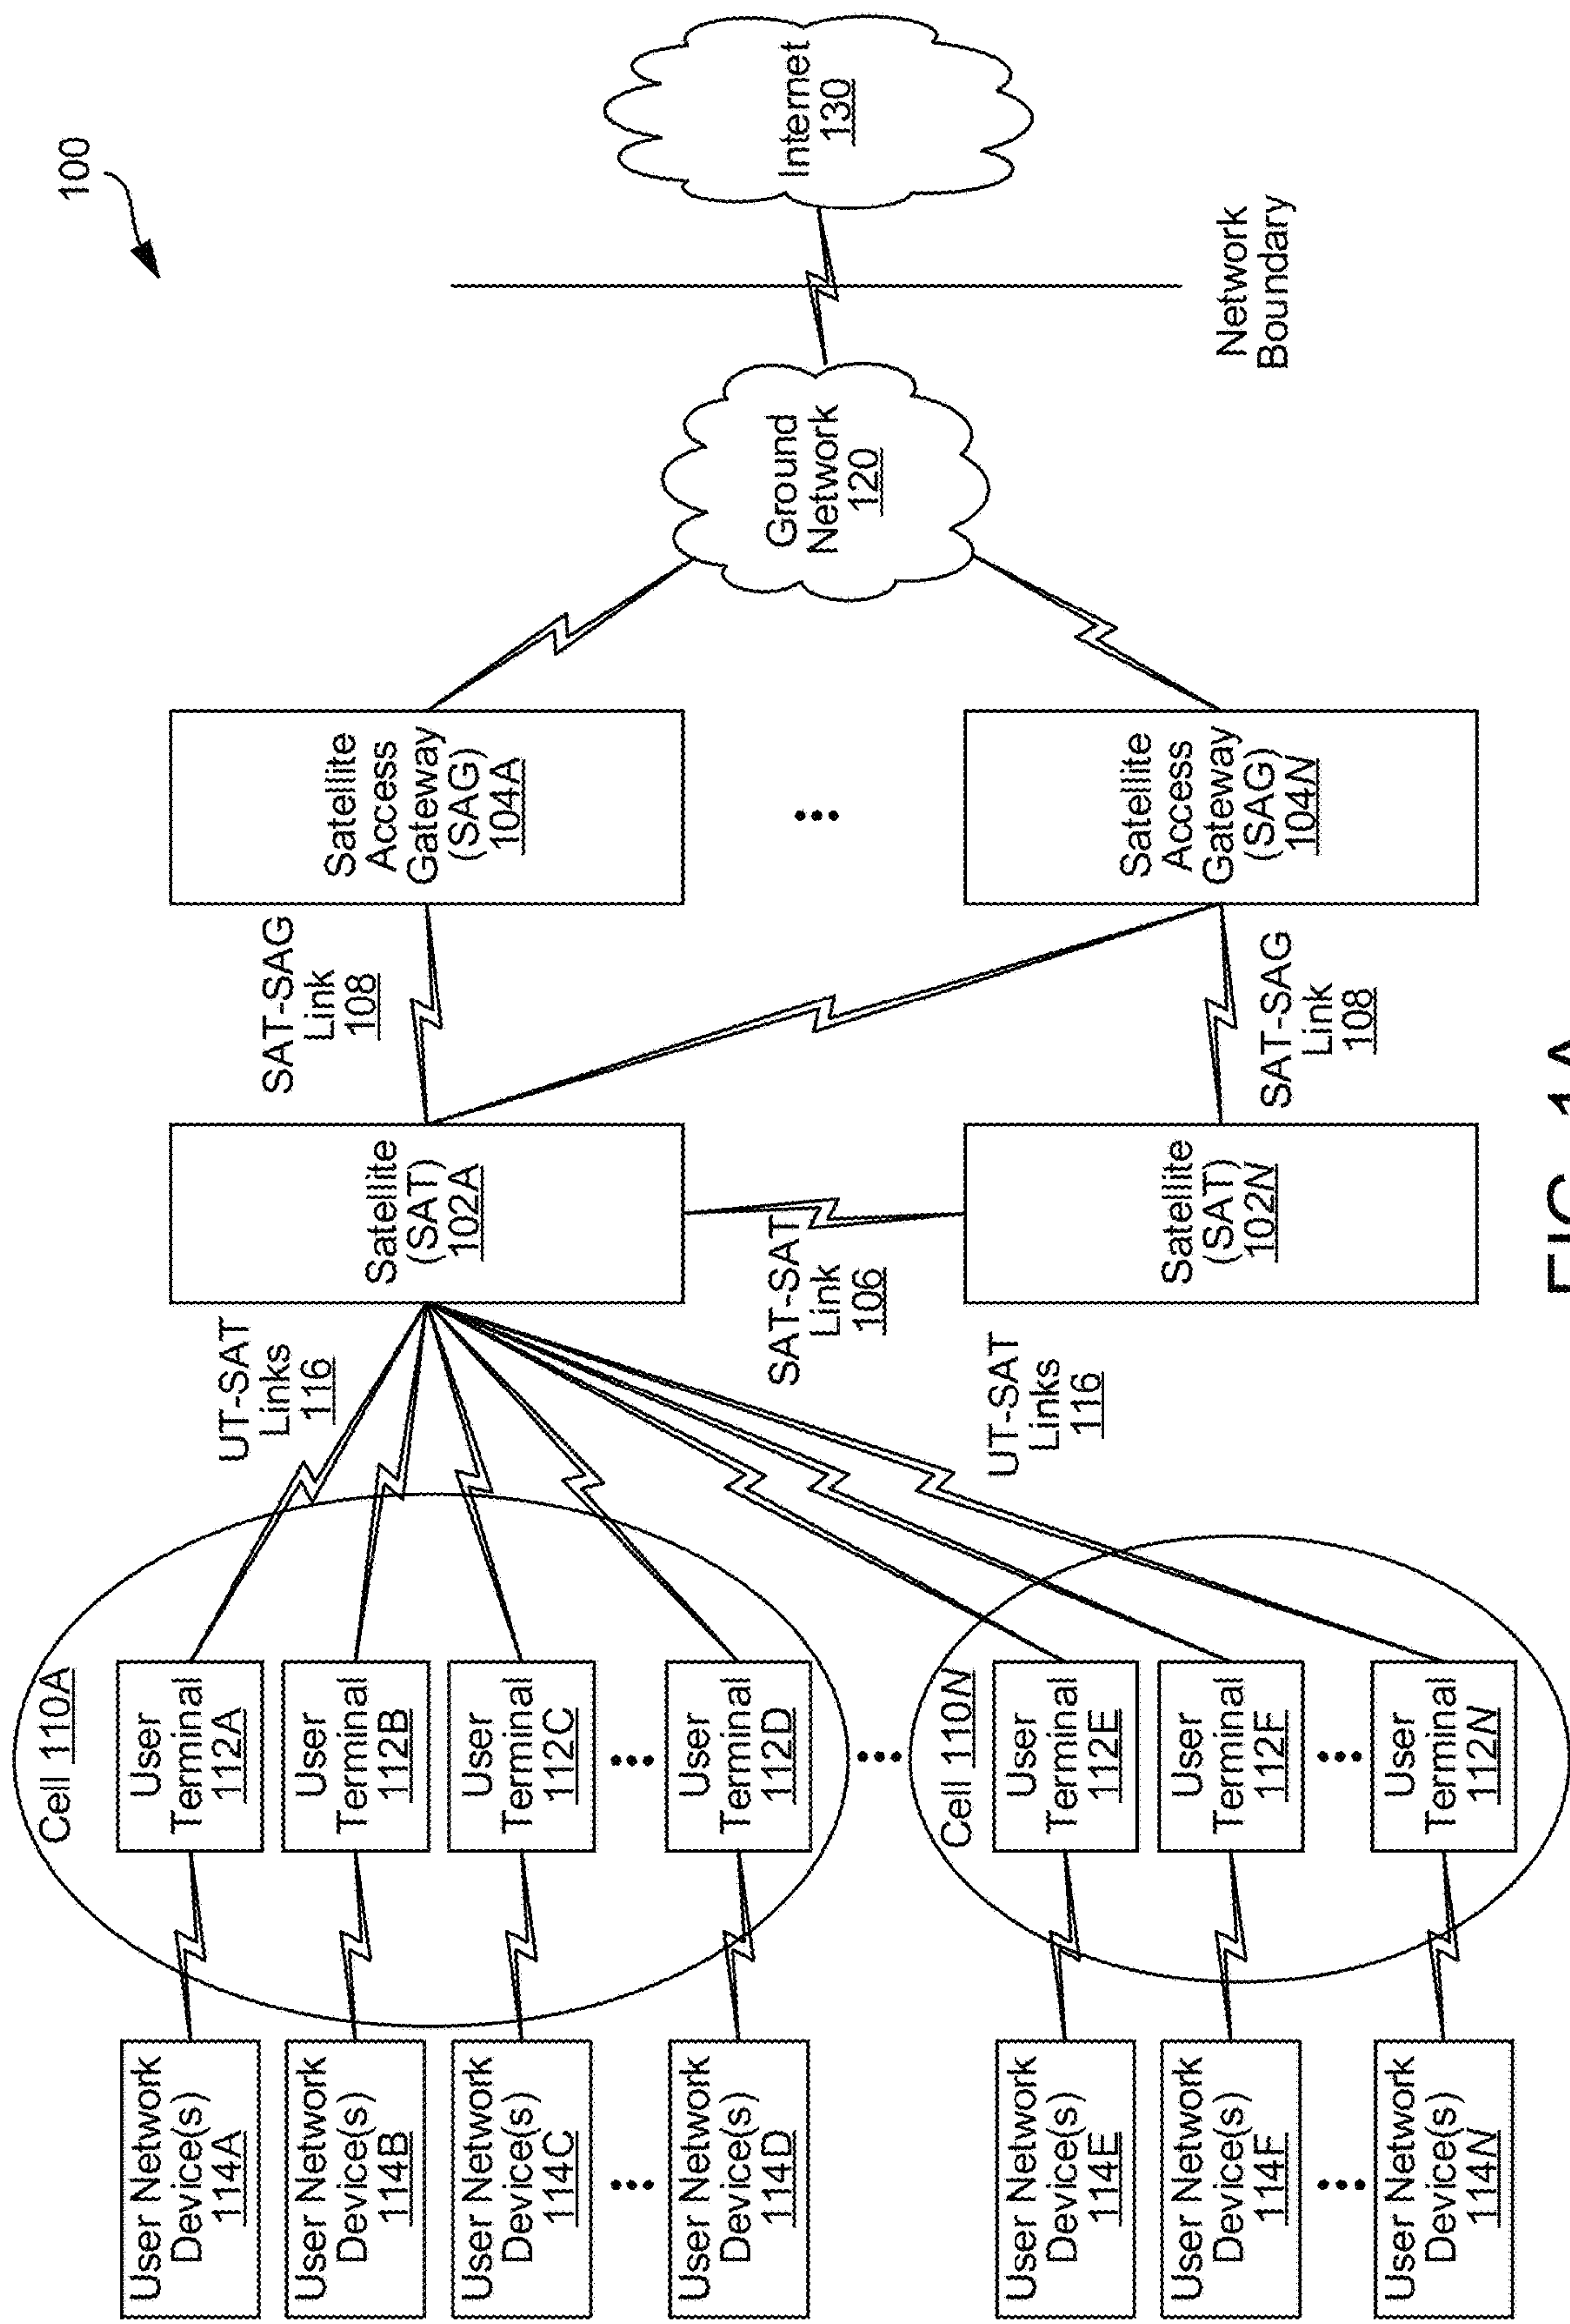 100
Cell 110A
User Network
Device(s)
114A
User
Terminal
112A
UT-SAT
Links
116
User Network
Device(s)
114B
User
Terminal
112B
User Network
Device(s)
114C
User
Terminal
112C
User Network
Device(s)
114D
User
Terminal
112D
Satellite
(SAT)
102A
SAT-SAG
Link
108
Satellite
Access
Gateway
(SAG)
104A
SAT-SAT
Link
106
Ground
Network
120
Internet
130
Cell 110N
User Network
Device(s)
114E
User
Terminal
112E
UT-SAT
Links
116
User Network
Device(s)
114F
User
Terminal
112F
User Network
Device(s)
114N
User
Terminal
112N
Satellite
(SAT)
102N
SAT-SAG
Link
108
Satellite
Access
Gateway
(SAG)
104N
Network
Boundary
FIG. 1A